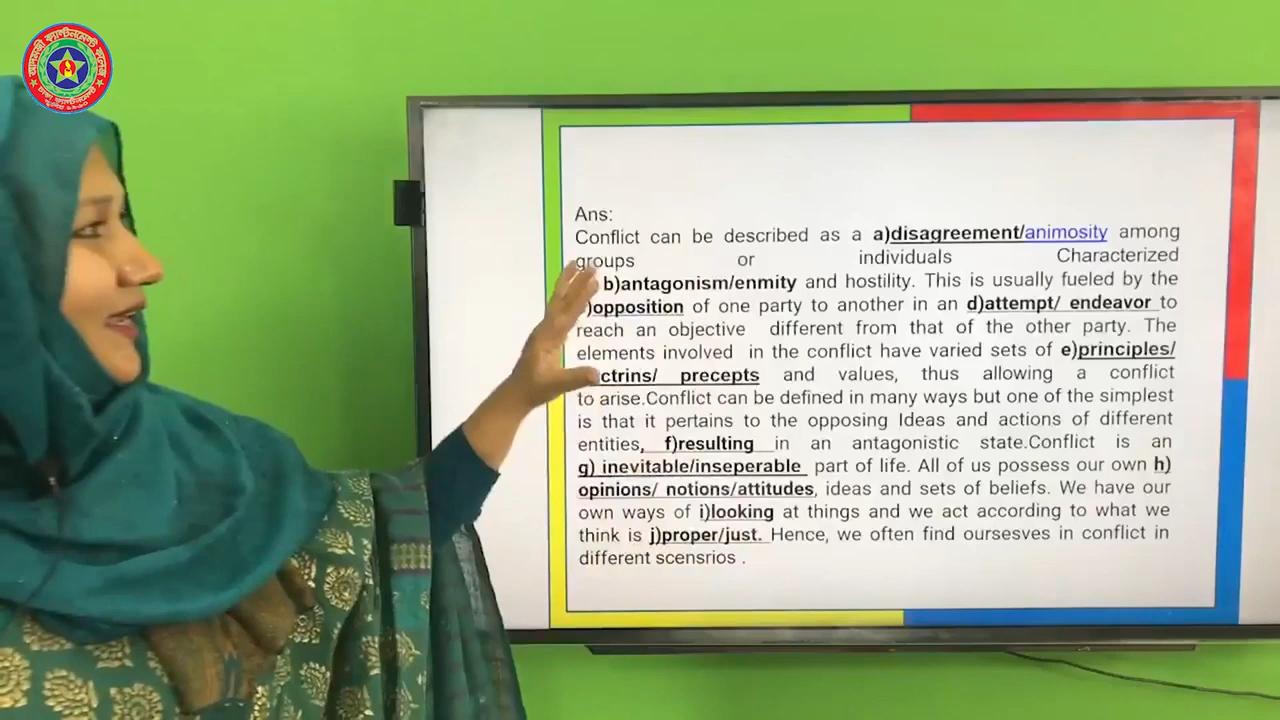 আদমজী ক্যান্টনমেন্ট কলেজ
ঢাকা ক্যান্টনমেন্ট
Ans:
Conflict can be described as a a)disagreement/animosity among
groups or individuals Characterized
b)antagonism/enmity and hostility. This is usually fueled by the
)opposition of one party to another in an d)attempt/ endeavor to
reach an objective different from that of the other party. The
elements involved in the conflict have varied sets of e)principles/
ctrins/ precepts and values, thus allowing a conflict
to arise.Conflict can be defined in many ways but one of the simplest
is that it pertains to the opposing Ideas and actions of different
entities, f)resulting in an antagonistic state.Conflict is an
g) inevitable/inseperable part of life. All of us possess our own h)
opinions/ notions/attitudes, ideas and sets of beliefs. We have our
own ways of i)looking at things and we act according to what we
think is j)proper/just. Hence, we often find oursesves in conflict in
different scensrios .